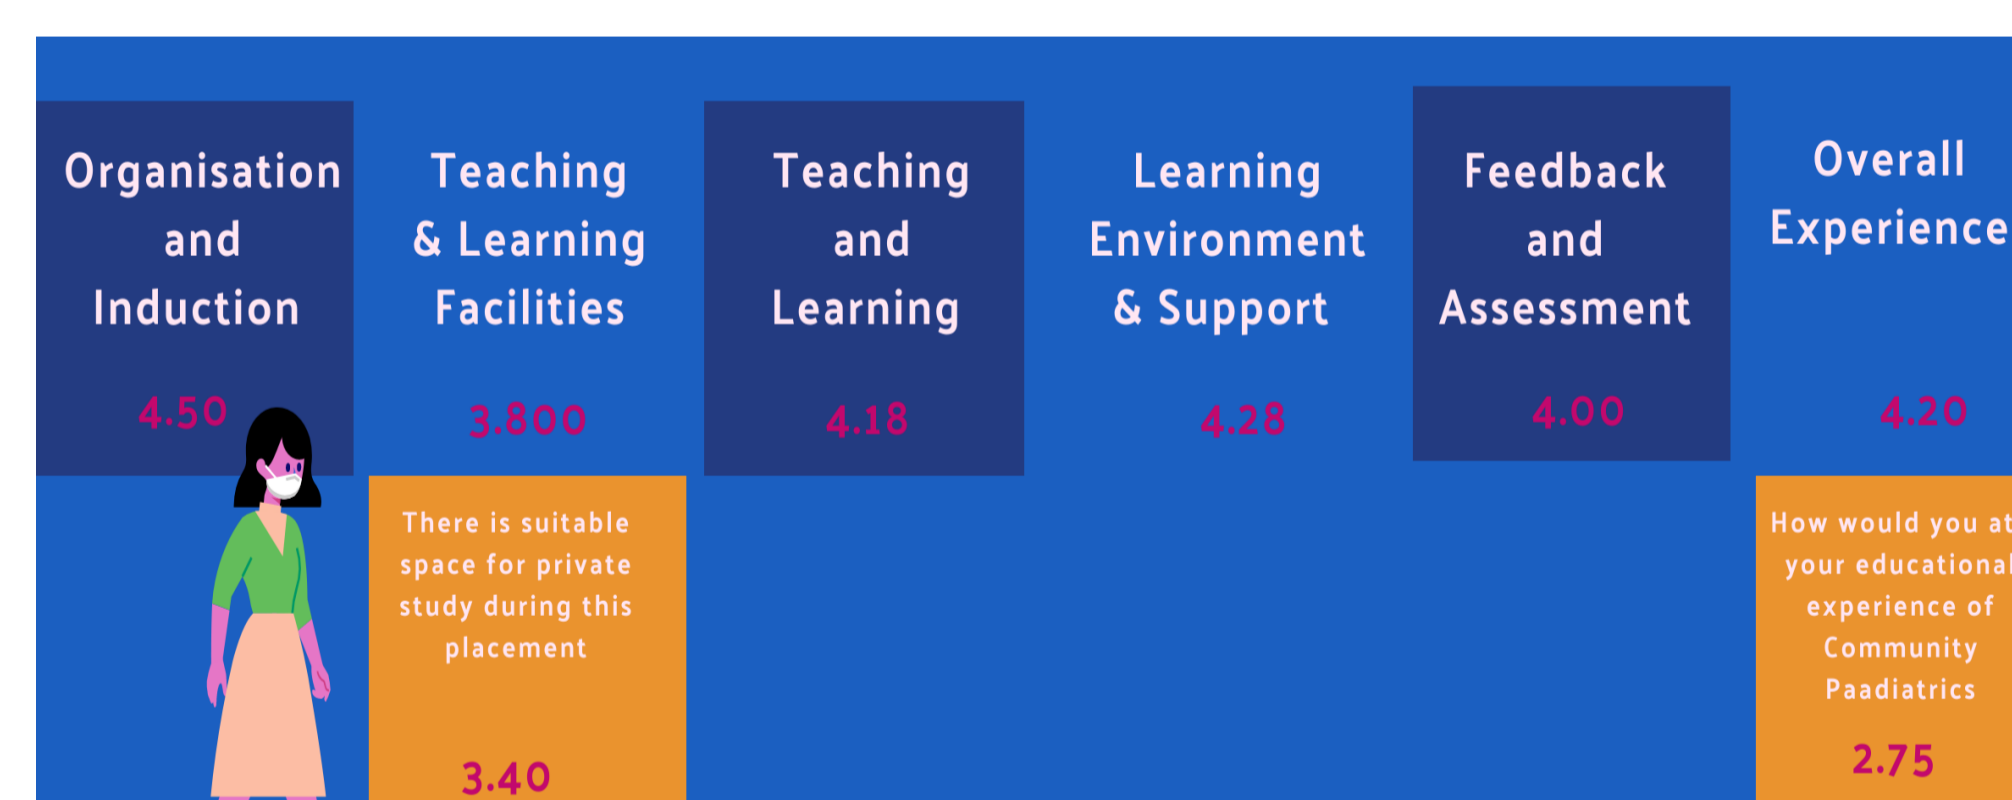 Organisation
and
Induction
4.50
Teaching
& Learning
Facilities
3.800
There is suitable
space for private
study during this
placement
3.40
Teaching
and
Learning
4.18
Learning
Environment
& Support
4.28
Feedback
and
Assessment
4.00
Overall
Experience
4.20
How would you at
your educational
experience of
Community
Paadiatrics
2.75